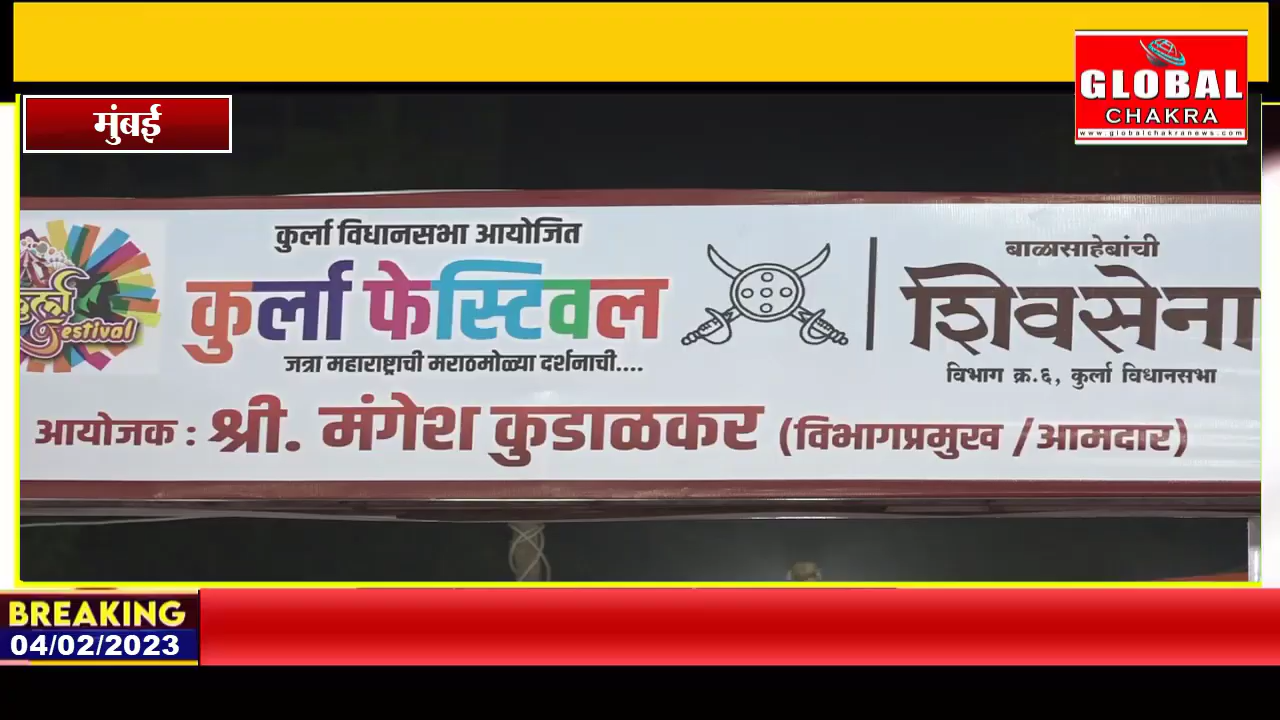 GLOBAL
CHAKRA
www.globalchakranews.com
मुंबई
कुर्ला विधानसभा आयोजित
कुर्ला फेस्टिवल
जत्रा महाराष्ट्राची मराठमोळ्या दर्शनाची....
कुर्ला
Festival
बाळासाहेबांची
शिवसेना
विभाग क्र.६, कुर्ला विधानसभा
आयोजक : श्री. मंगेश कुडाळकर (विभागप्रमुख / आमदार)
BREAKING
04/02/2023